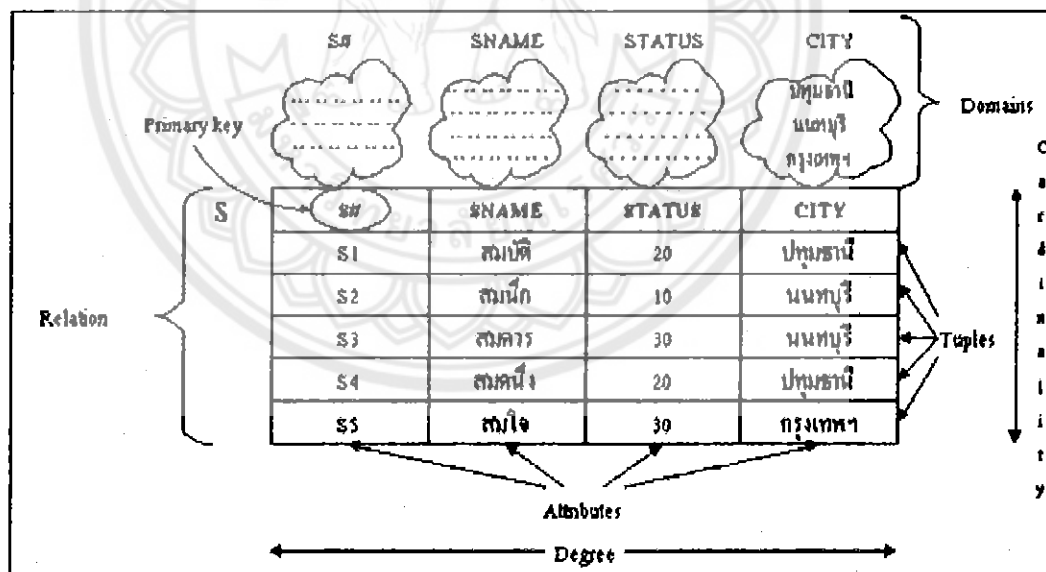 S# SNAME STATUS CITY
ปทุมธานี
นนทบุรี
กรุงเทพฯ
Domains
Primary key
Cardinality
S
S# SNAME STATUS CITY
S1 สมบัติ 20 ปทุมธานี
S2 สมนึก 10 นนทบุรี
Relation
S3 สมควร 30 นนทบุรี
Tuples
S4 สมคนึง 20 ปทุมธานี
S5 สมใจ 30 กรุงเทพฯ
Attributes
Degree